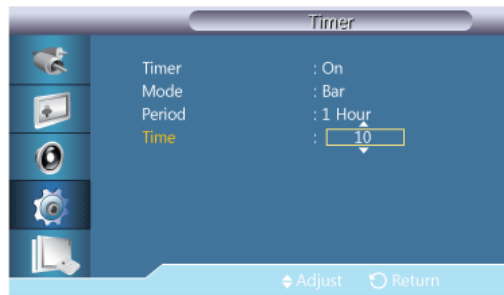 Timer
Timer : On
Mode : Bar
Period : 1 Hour
Time : 10
Adjust Return